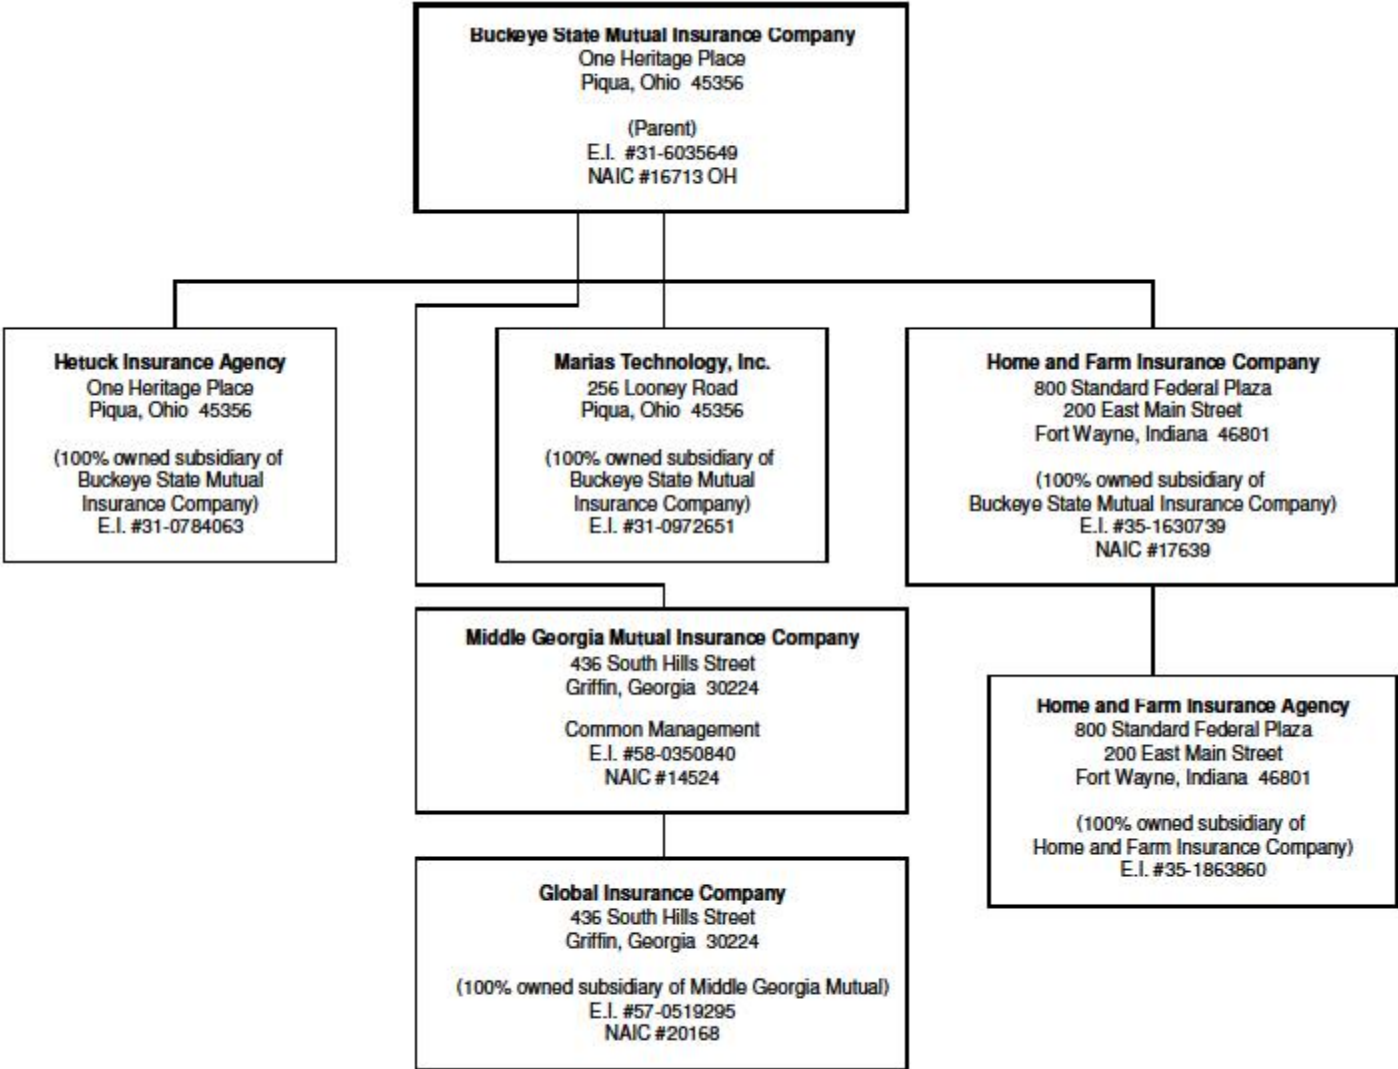 Buckeye State Mutual Insurance Company
One Heritage Place
Piqua, Ohio 45356
(Parent)
E.I. #31-6035649
NAIC #16713 OH
Hetuck Insurance Agency
One Heritage Place
Piqua, Ohio 45356
(100% owned subsidiary of
Buckeye State Mutual
Insurance Company)
E.I. #31-0784063
Marias Technology, Inc.
256 Looney Road
Piqua, Ohio 45356
(100% owned subsidiary of
Buckeye State Mutual
Insurance Company)
E.I. #31-0972651
Home and Farm Insurance Company
800 Standard Federal Plaza
200 East Main Street
Fort Wayne, Indiana 46801
(100% owned subsidiary of
Buckeye State Mutual Insurance Company)
E.I. #35-1630739
NAIC #17639
Middle Georgia Mutual Insurance Company
436 South Hills Street
Griffin, Georgia 30224
Common Management
E.I. #58-0350840
NAIC #14524
Home and Farm Insurance Agency
800 Standard Federal Plaza
200 East Main Street
Fort Wayne, Indiana 46801
(100% owned subsidiary of
Home and Farm Insurance Company)
E.I. #35-1863860
Global Insurance Company
436 South Hills Street
Griffin, Georgia 30224
(100% owned subsidiary of Middle Georgia Mutual)
E.I. #57-0519295
NAIC #20168